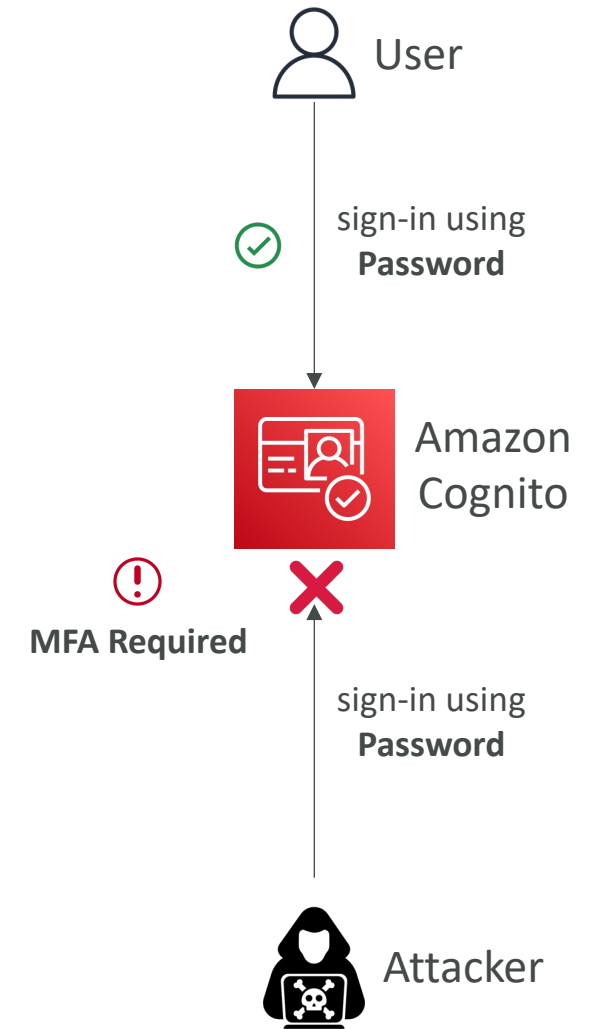 User
sign-in using
Password
Amazon
Cognito
MFA Required
sign-in using
Password
Attacker